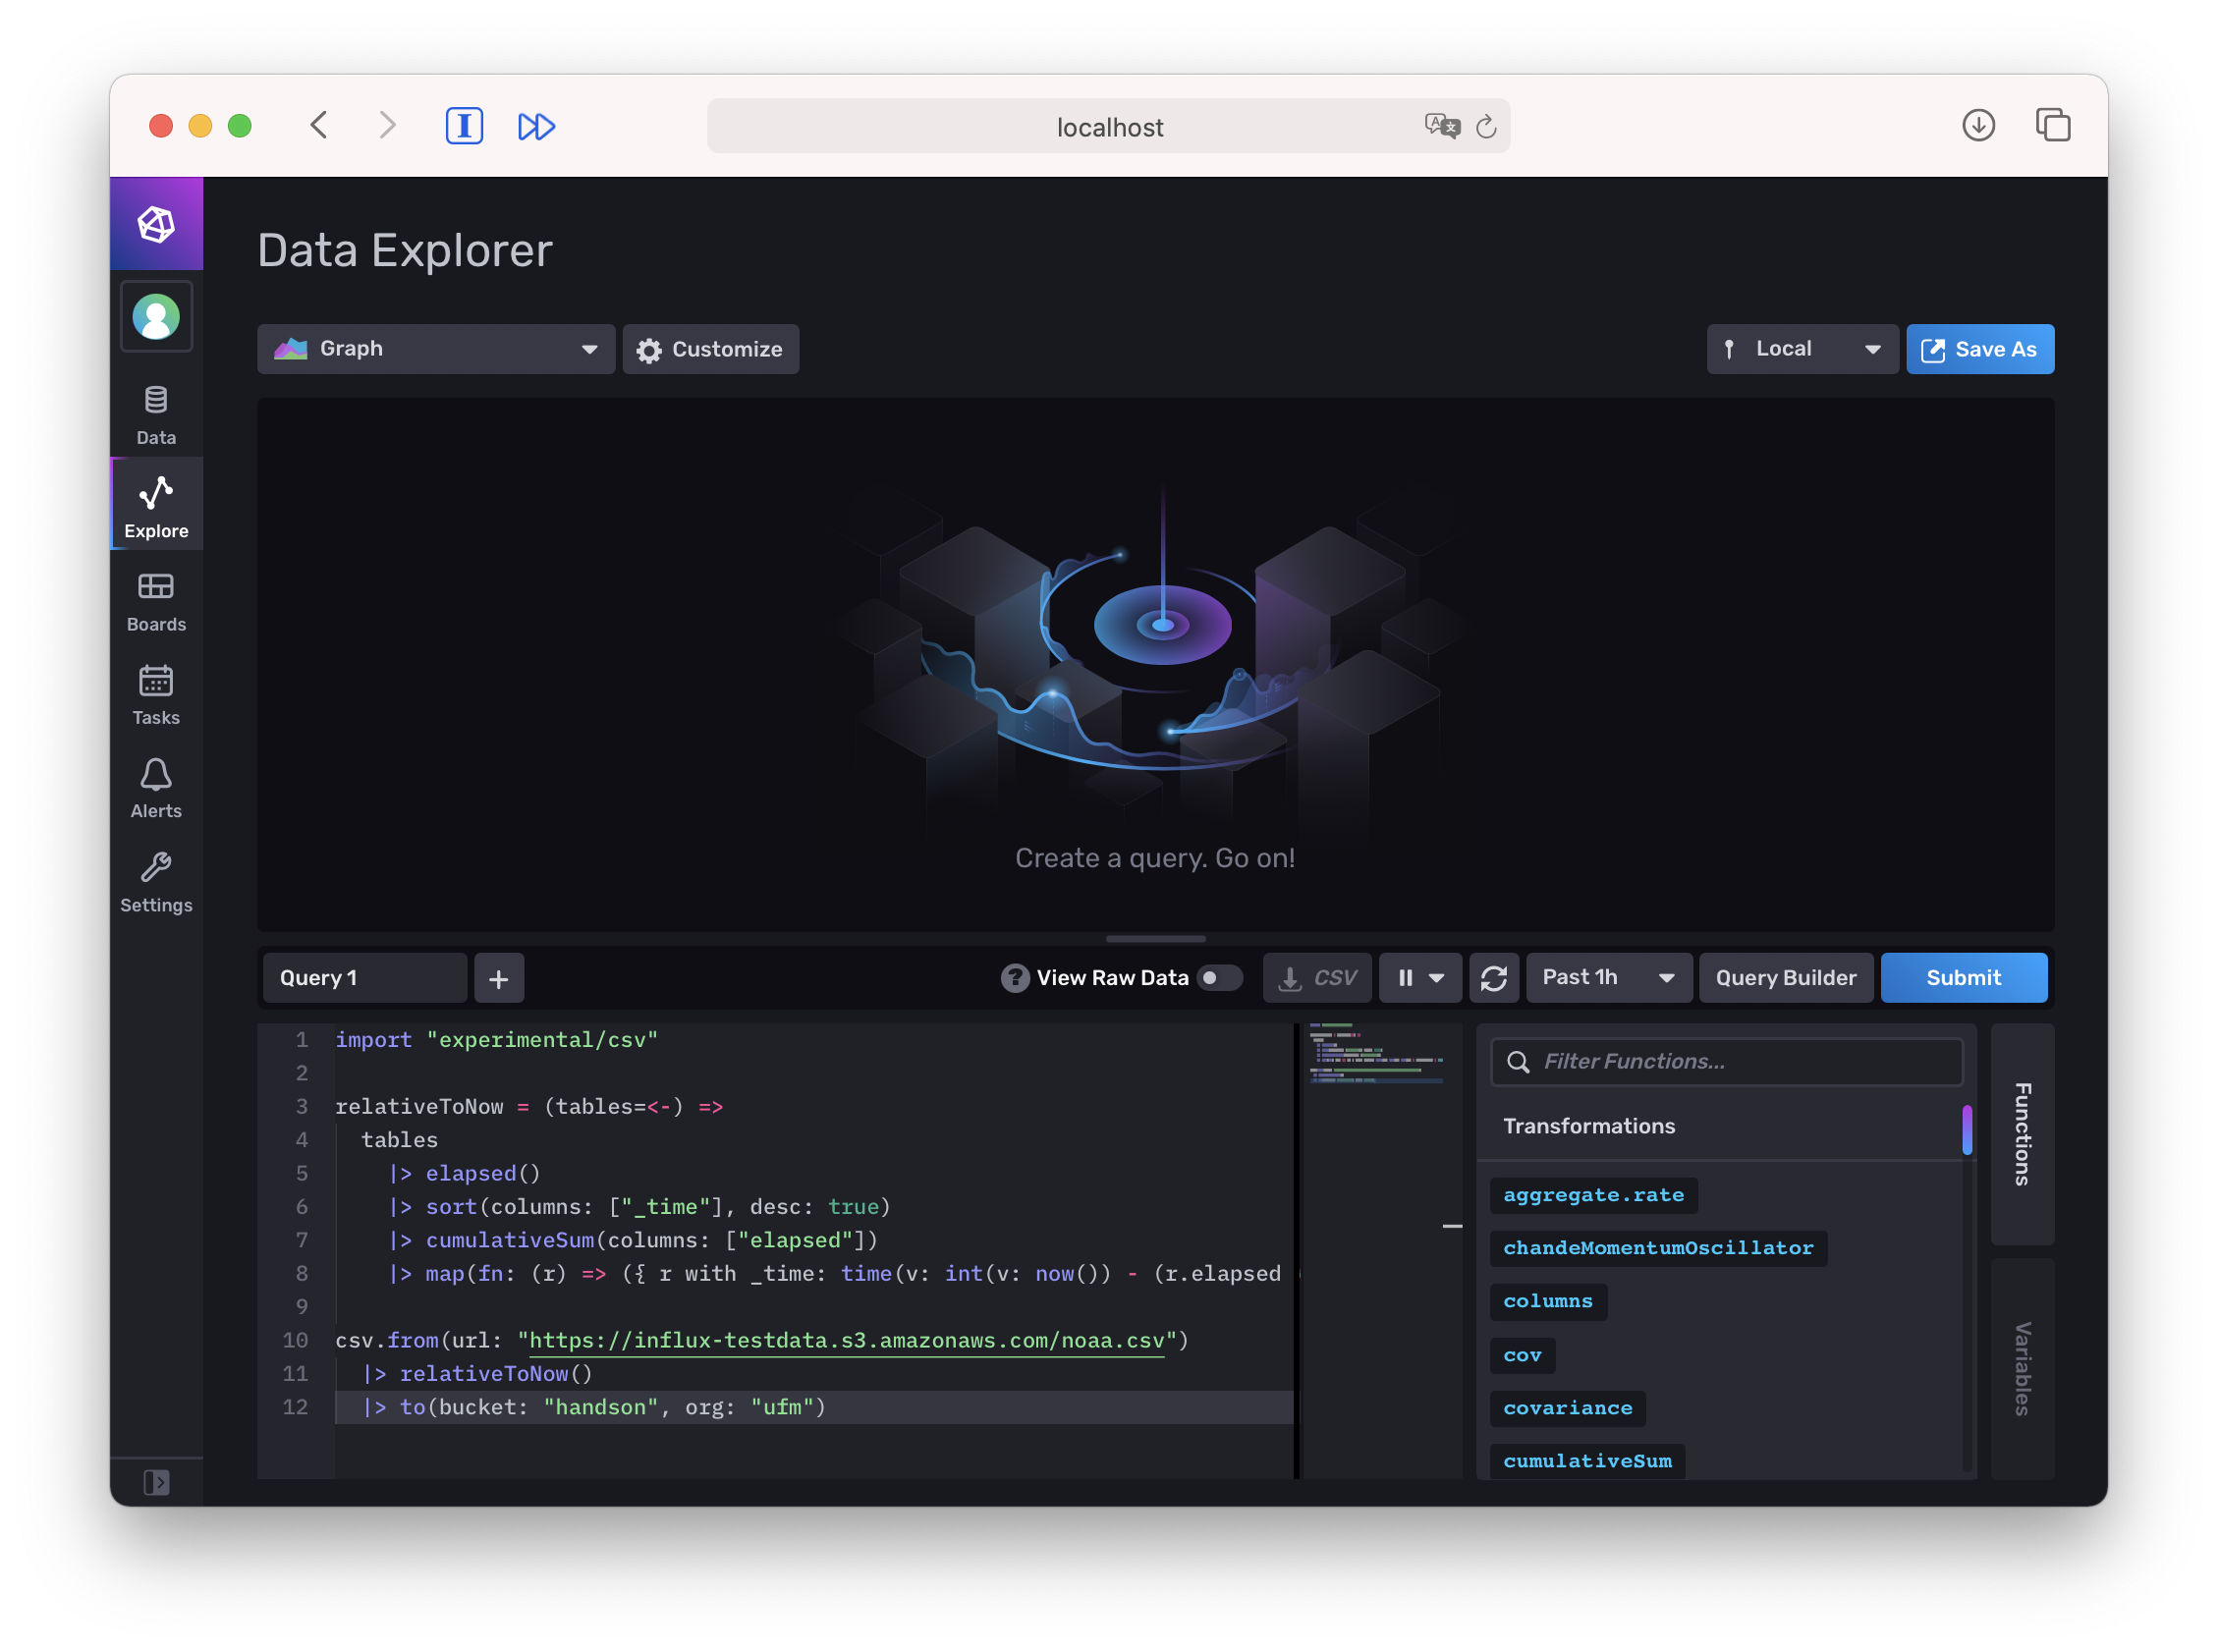 localhost
Data Explorer
Graph
Customize
Local
Save As
Data
Explore
Boards
Tasks
Alerts
Settings
Create a query. Go on!
Query 1
View Raw Data
CSV
Past 1h
Query Builder
Submit
1 import "experimental/csv"
2
3 relativeToNow = (tables=<-) =>
4   tables
5     |> elapsed()
6     |> sort(columns: ["_time"], desc: true)
7     |> cumulativeSum(columns: ["elapsed"])
8     |> map(fn: (r) => ({ r with _time: time(v: int(v: now()) - (r.elapsed
9
10 csv.from(url: "https://influx-testdata.s3.amazonaws.com/noaa.csv")
11   |> relativeToNow()
12   |> to(bucket: "handson", org: "ufm")
Filter Functions...
Transformations
aggregate.rate
chandeMomentumOscillator
columns
cov
covariance
cumulativeSum
Functions
Variables